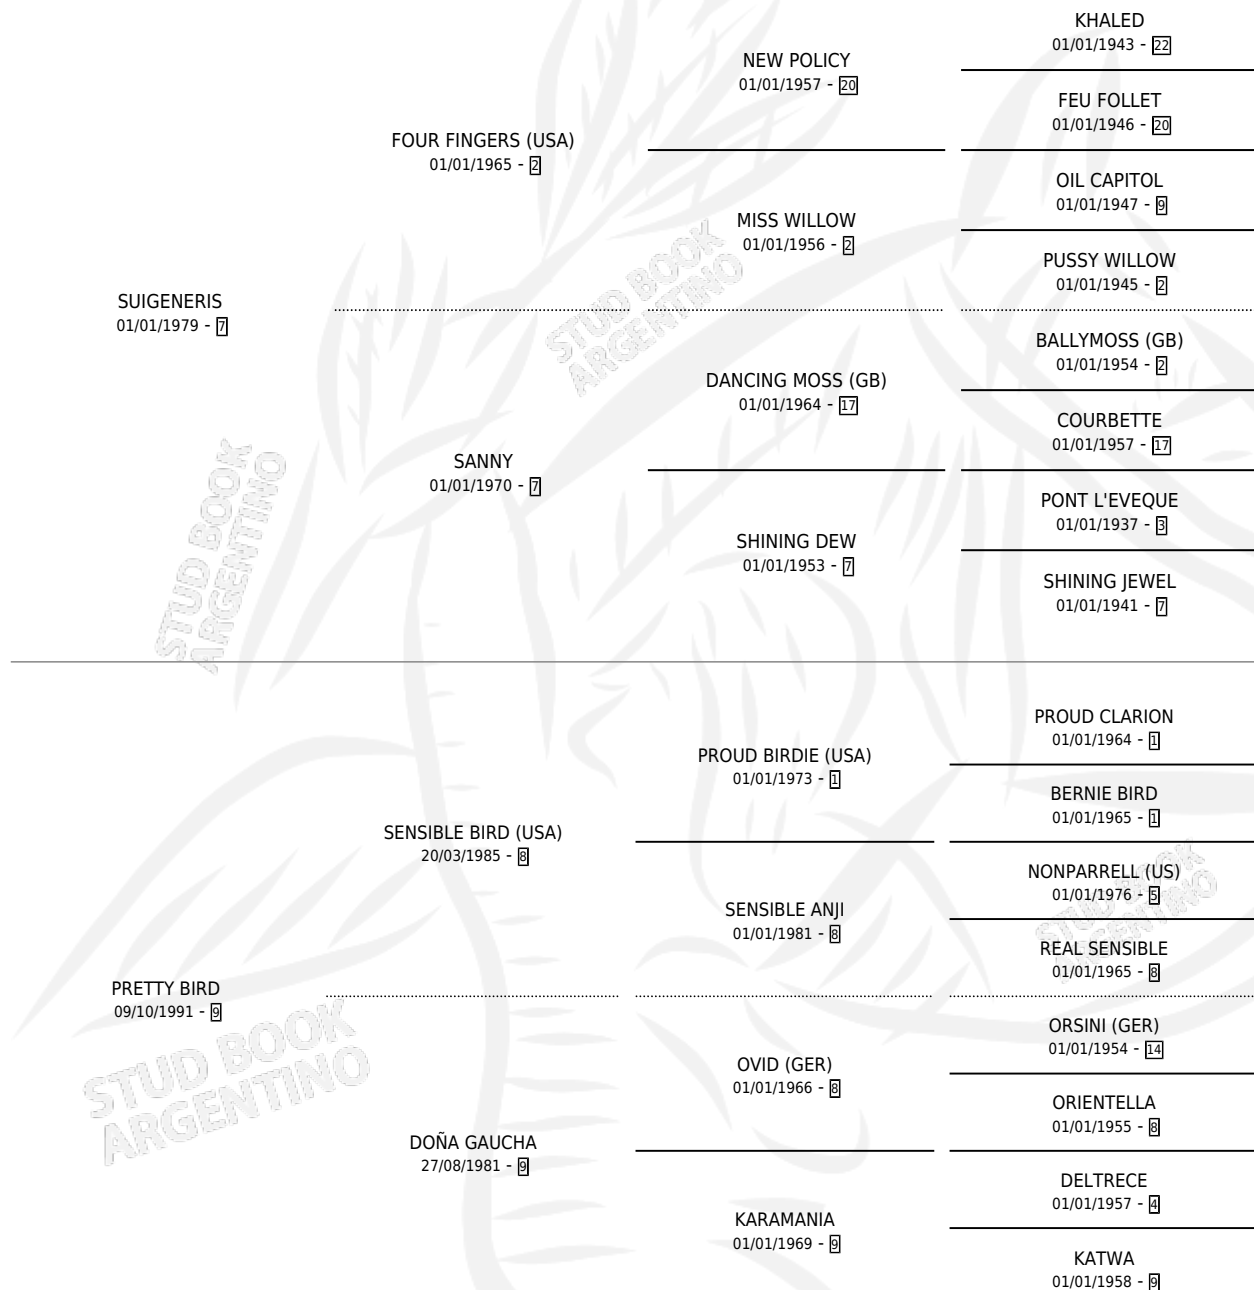 KHALED
01/01/1943 - 22
NEW POLICY
01/01/1957 - 20
FEU FOLLET
01/01/1946 - 20
FOUR FINGERS (USA)
01/01/1965 - 2
OIL CAPITOL
01/01/1947 - 9
MISS WILLOW
01/01/1956 - 2
PUSSY WILLOW
01/01/1945 - 2
SUIGENERIS
01/01/1979 - 7
BALLYMOSS (GB)
01/01/1954 - 2
DANCING MOSS (GB)
01/01/1964 - 17
COURBETTE
01/01/1957 - 17
SANNY
01/01/1970 - 7
PONT L'EVEQUE
01/01/1937 - 3
SHINING DEW
01/01/1953 - 7
SHINING JEWEL
01/01/1941 - 7
PROUD CLARION
01/01/1964 - 1
PROUD BIRDIE (USA)
01/01/1973 - 1
BERNIE BIRD
01/01/1965 - 1
SENSIBLE BIRD (USA)
20/03/1985 - 8
NONPARRELL (US)
01/01/1976 - 5
SENSIBLE ANJI
01/01/1981 - 8
REAL SENSIBLE
01/01/1965 - 8
PRETTY BIRD
09/10/1991 - 9
ORSINI (GER)
01/01/1954 - 14
OVID (GER)
01/01/1966 - 8
ORIENTELLA
01/01/1955 - 8
DOÑA GAUCHA
27/08/1981 - 9
DELTRECE
01/01/1957 - 4
KARAMANIA
01/01/1969 - 9
KATWA
01/01/1958 - 9
STUD BOOK
ARGENTINO
STUD BOOK
ARGENTINO
STUD BOOK
ARGENTINO
STUD BOOK
ARGENTINO